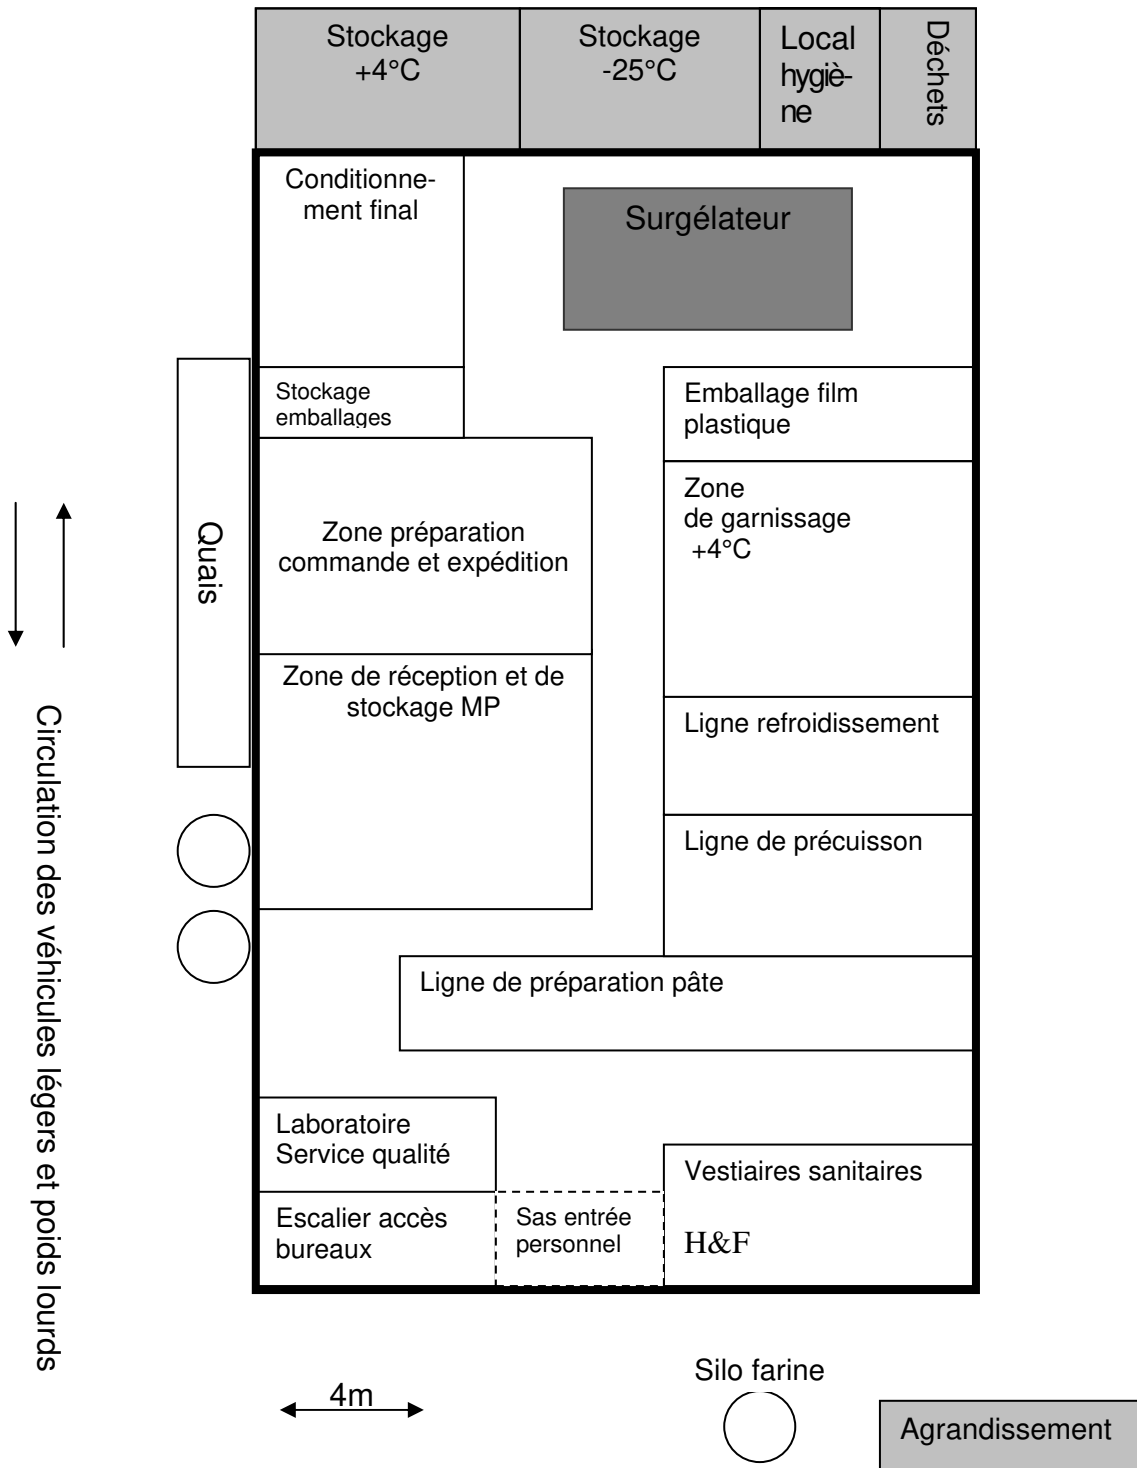 Stockage
+4°C
Stockage
-25°C
Local
hygiè-
ne
Déchets
Conditionne-
ment final
Surgélateur
Stockage
emballages
Emballage film
plastique
Zone préparation
commande et expédition
Zone
de garnissage
+4°C
Quais
Zone de réception et de
stockage MP
Ligne refroidissement
Ligne de précuisson
Circulation des véhicules légers et poids lourds
Ligne de préparation pâte
Laboratoire
Service qualité
Vestiaires sanitaires
H&F
Escalier accès
bureaux
Sas entrée
personnel
4m
Silo farine
Agrandissement